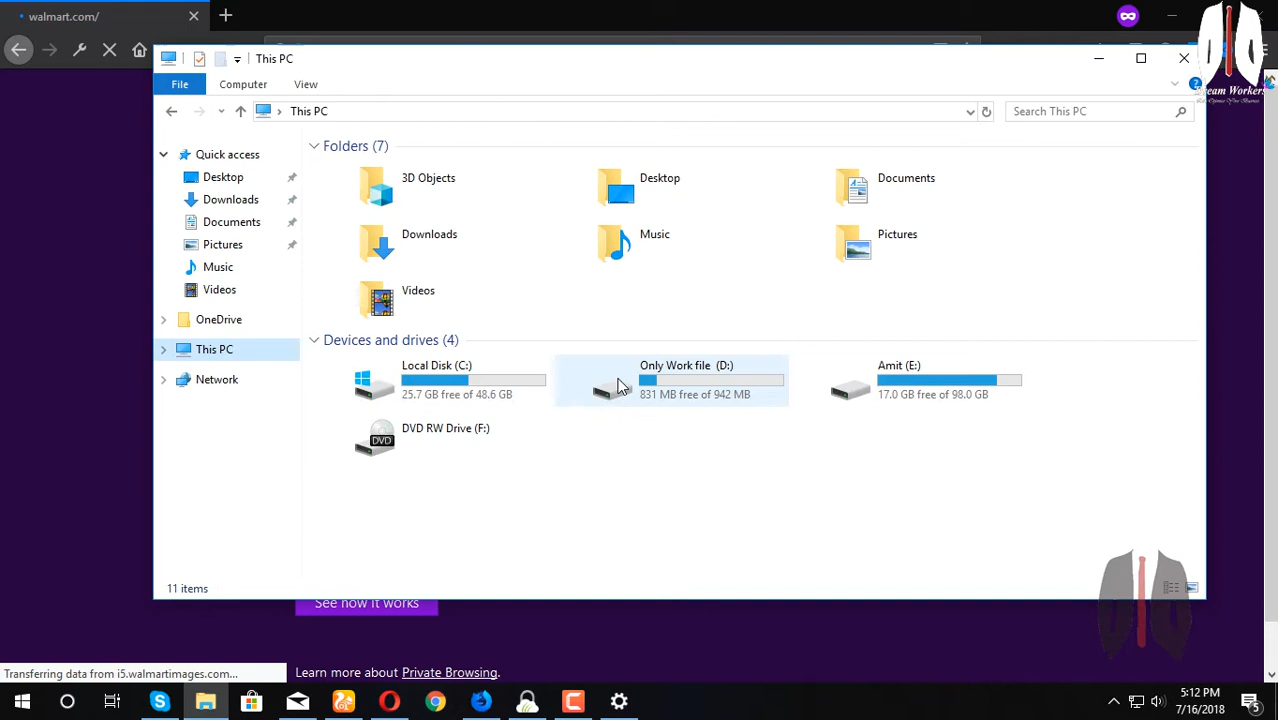 walmart.com/
This PC
File Computer View
This PC
Search This PC
Dream Workers
Quick access
Desktop
Downloads
Documents
Pictures
Music
Videos
OneDrive
This PC
Network
Folders (7)
3D Objects
Desktop
Documents
Downloads
Music
Pictures
Videos
Devices and drives (4)
Local Disk (C:)
25.7 GB free of 48.6 GB
Only Work file (D:)
831 MB free of 942 MB
Amit (E:)
17.0 GB free of 98.0 GB
DVD
DVD RW Drive (F:)
11 items
See how it works
Transferring data from i5.walmartimages.com...
Learn more about Private Browsing.
5:12 PM
7/16/2018
5